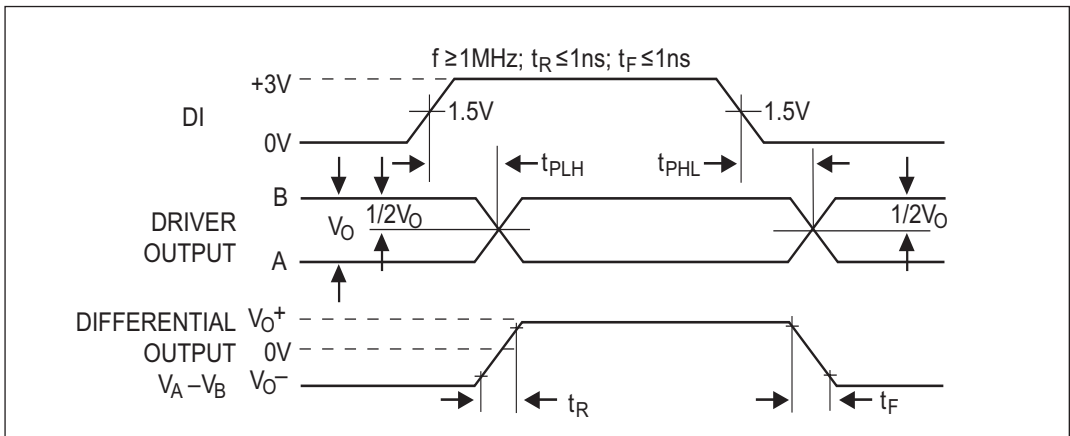 f ≥1MHz; tR ≤1ns; tF ≤1ns
+3V
DI
1.5V
1.5V
0V
tPLH
tPHL
B
DRIVER
OUTPUT
VO
1/2VO
1/2VO
A
DIFFERENTIAL
OUTPUT
VA –VB
VO+
0V
VO–
tR
tF